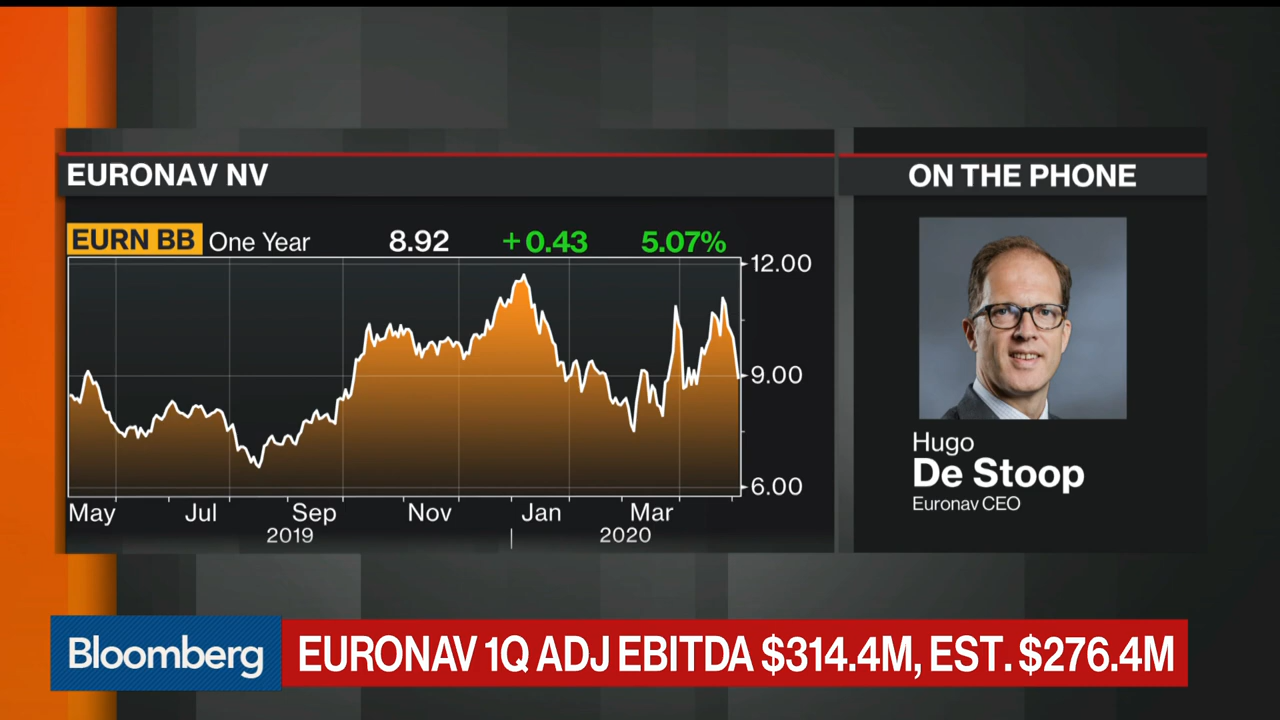 EURONAV NV
EURN BB One Year 8.92 +0.43 5.07%
12.00
9.00
6.00
May Jul Sep Nov Jan Mar
2019 2020
ON THE PHONE
Hugo
De Stoop
Euronav CEO
Bloomberg
EURONAV 1Q ADJ EBITDA $314.4M, EST. $276.4M